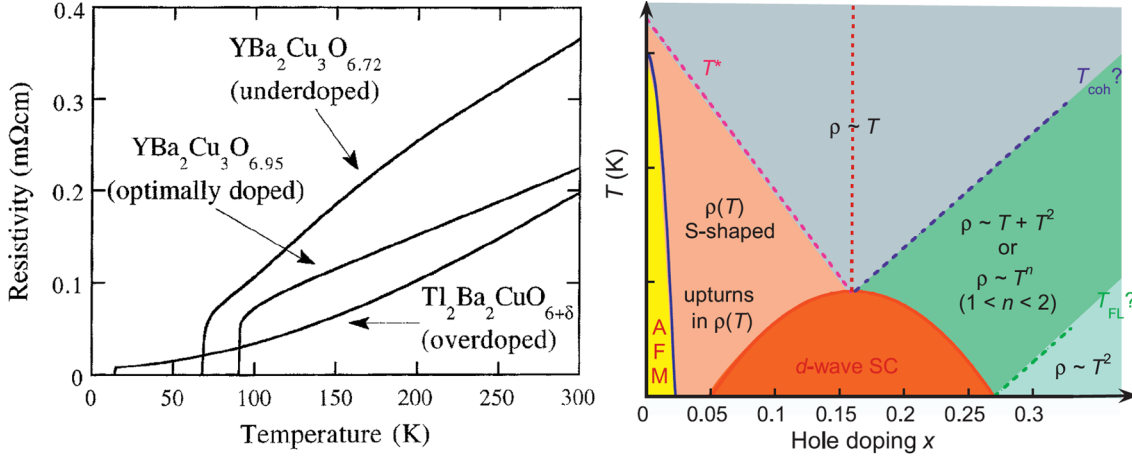 0.4
0.3
0.2
0.1
0
Resistivity (mΩcm)
YBa₂Cu₃O₆.₇₂
(underdoped)
YBa₂Cu₃O₆.₉₅
(optimally doped)
Tl₂Ba₂CuO₆₊δ
(overdoped)
0 50 100 150 200 250 300
Temperature (K)
T (K)
T*
T_coh?
ρ ~ T
ρ(T)
S-shaped
ρ ~ T + T²
or
ρ ~ Tⁿ
(1 < n < 2)
upturns
in ρ(T)
T_FL?
A
F
M
d-wave SC
ρ ~ T²
0 0.05 0.1 0.15 0.2 0.25 0.3
Hole doping x